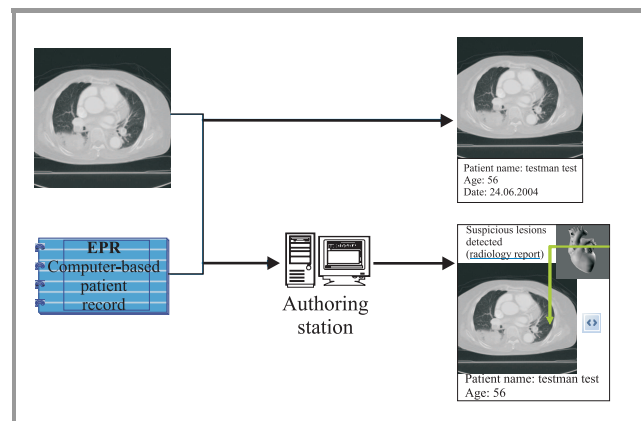 Patient name: testman test
Age: 56
Date: 24.06.2004
EPR
Computer-based
patient
record
Authoring
station
Suspicious lesions
detected
(radiology report)
Patient name: testman test
Age: 56